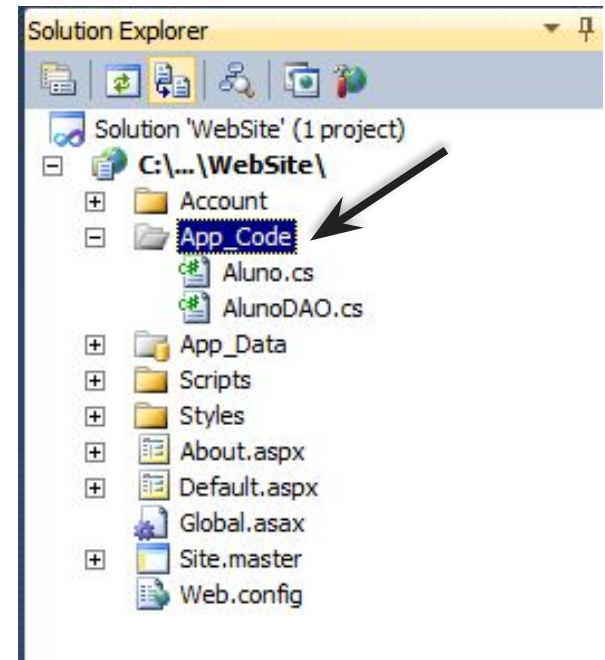 Solution Explorer
Solution 'WebSite' (1 project)
C:\...\WebSite\
Account
App_Code
Aluno.cs
AlunoDAO.cs
App_Data
Scripts
Styles
About.aspx
Default.aspx
Global.asax
Site.master
Web.config